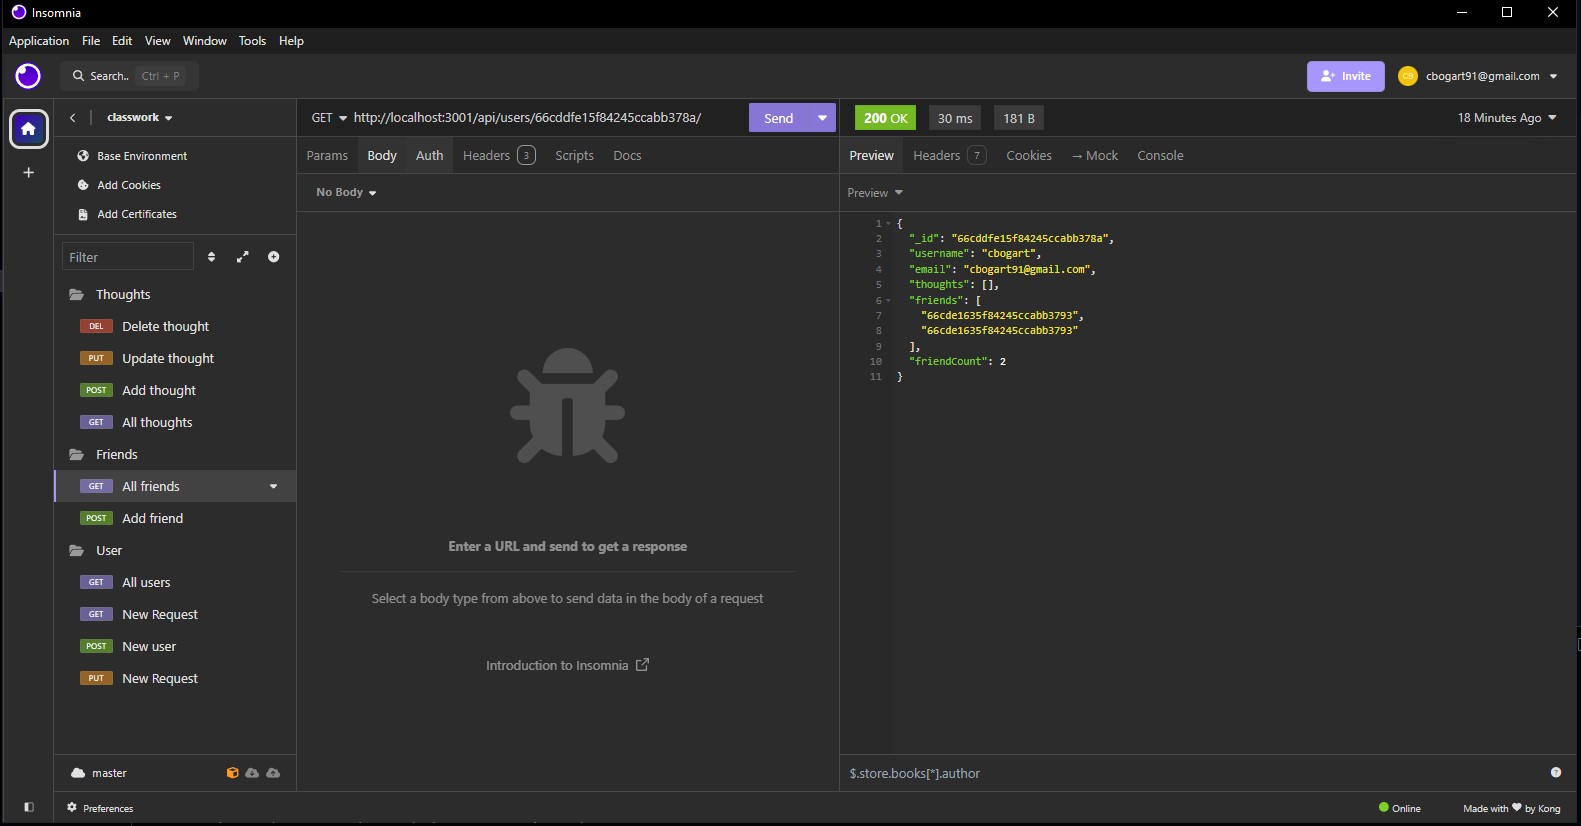 Insomnia
Application File Edit View Window Tools Help
Search.. Ctrl + P
Invite
CB
cbogart91@gmail.com
classwork
Base Environment
Add Cookies
Add Certificates
Filter
Thoughts
DEL Delete thought
PUT Update thought
POST Add thought
GET All thoughts
Friends
GET All friends
POST Add friend
User
GET All users
GET New Request
POST New user
PUT New Request
master
Preferences
GET http://localhost:3001/api/users/66cddfe15f84245ccabb378a/ Send
Params Body Auth Headers 3 Scripts Docs
No Body
Enter a URL and send to get a response
Select a body type from above to send data in the body of a request
Introduction to Insomnia
200 OK 30 ms 181 B 18 Minutes Ago
Preview Headers 7 Cookies → Mock Console
Preview
1 {
2 "_id": "66cddfe15f84245ccabb378a",
3 "username": "cbogart",
4 "email": "cbogart91@gmail.com",
5 "thoughts": [],
6 "friends": [
7 "66cde1635f84245ccabb3793",
8 "66cde1635f84245ccabb3793"
9 ],
10 "friendCount": 2
11 }
$.store.books[*].author
Online
Made with ♥ by Kong